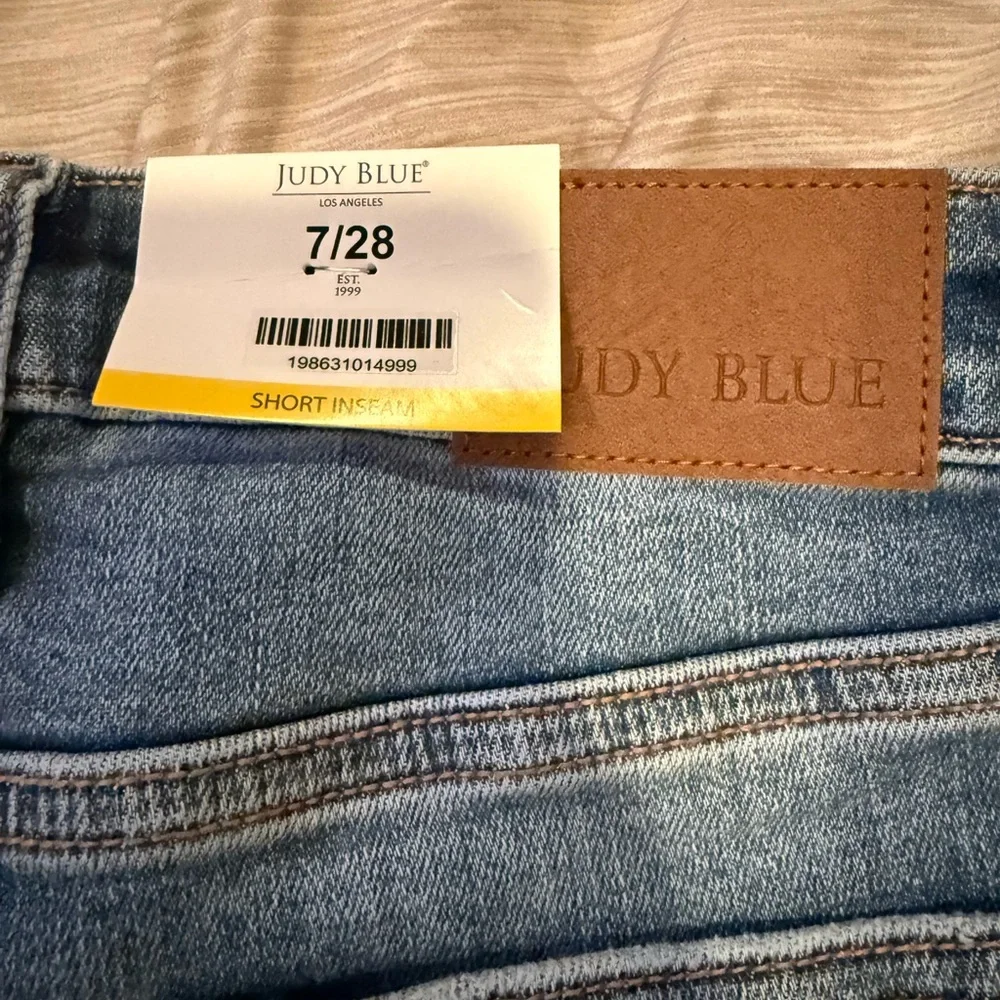 JUDY BLUE®
LOS ANGELES
7/28
EST.
1999
198631014999
SHORT INSEAM
UDY BLUE